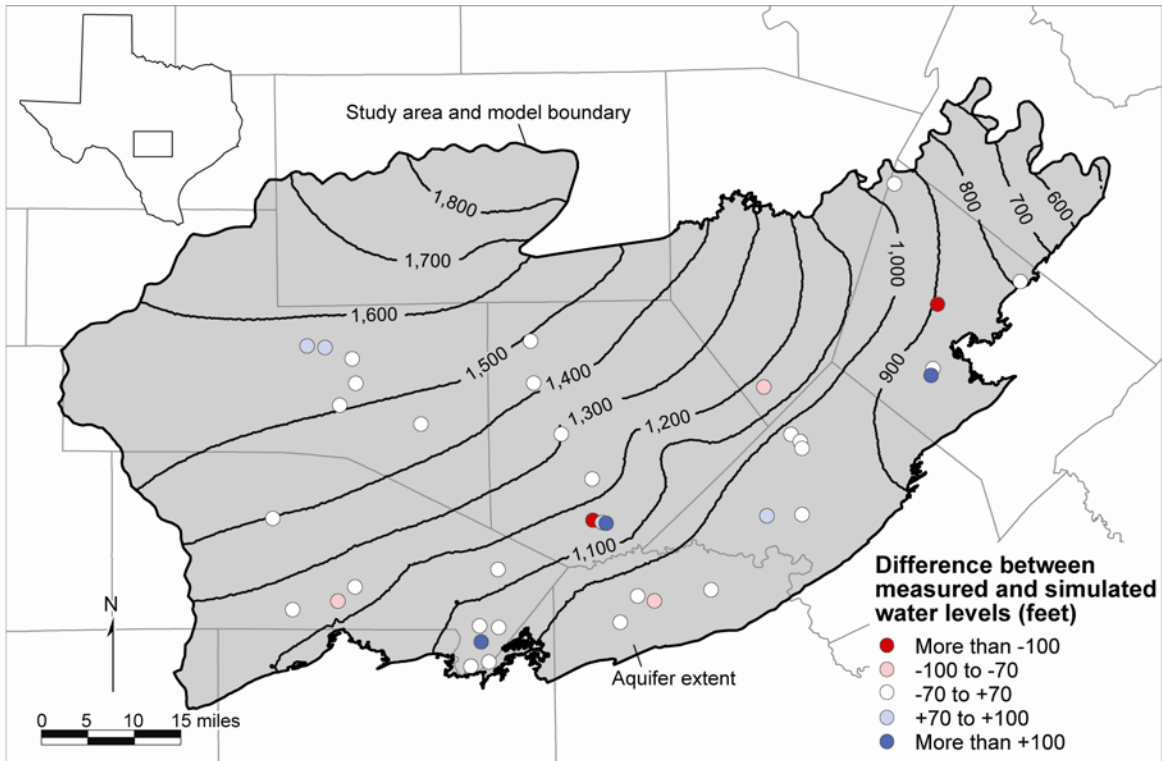 Study area and model boundary
1,800
1,700
1,600
1,500
1,400
1,300
1,200
1,100
1,000
900
800
700
600
N
0 5 10 15 miles
Aquifer extent
Difference between
measured and simulated
water levels (feet)
More than -100
-100 to -70
-70 to +70
+70 to +100
More than +100